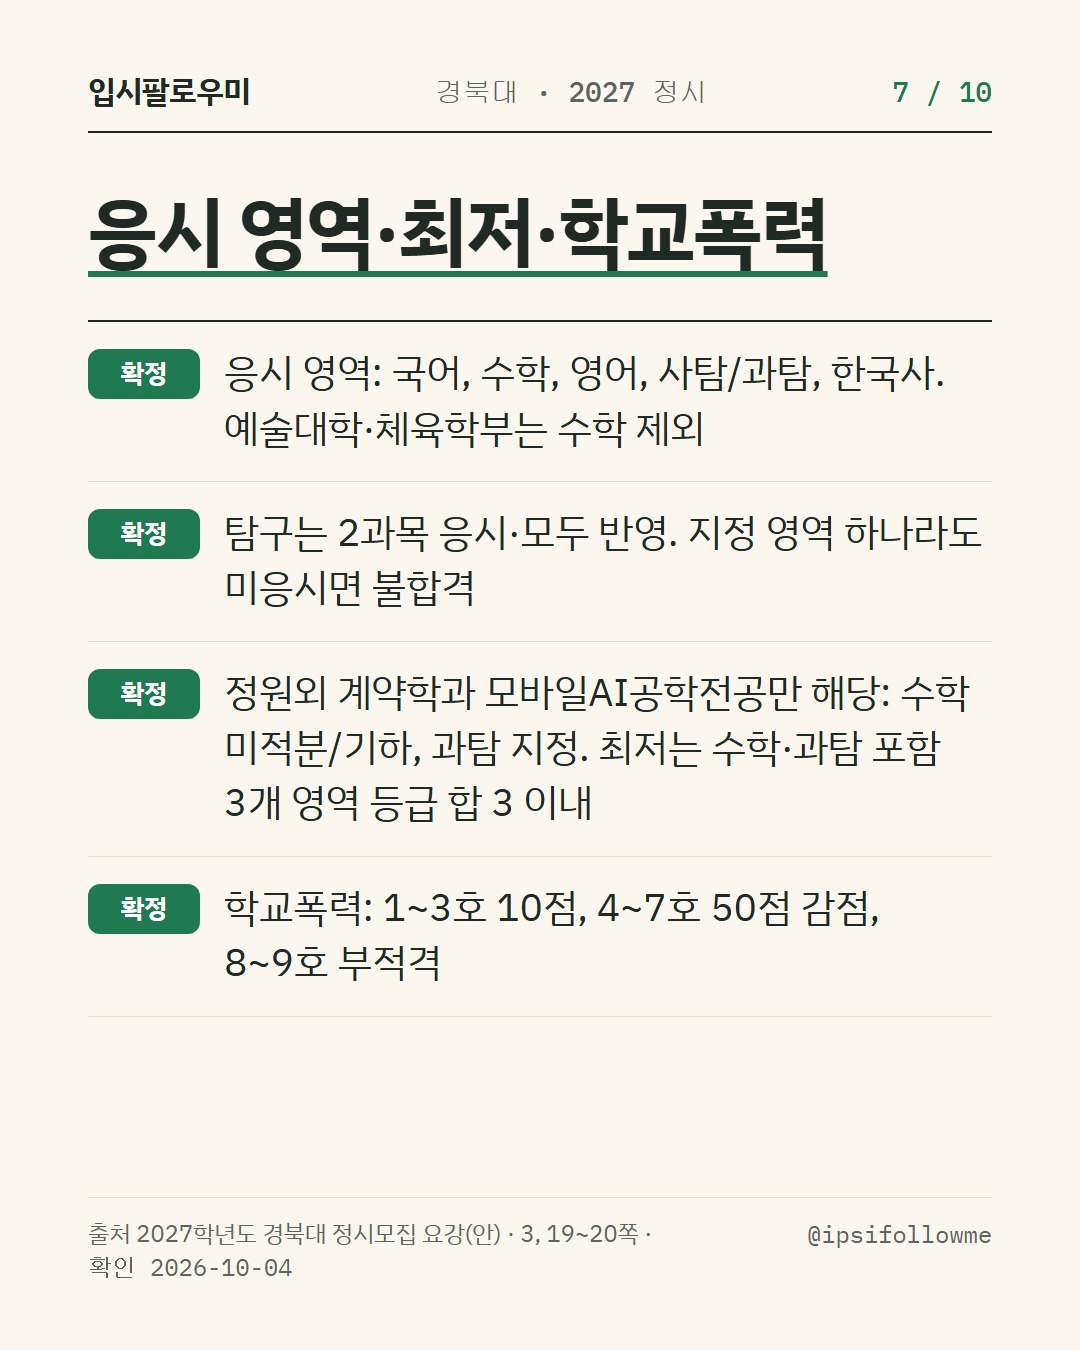 입시팔로우미
경북대 · 2027 정시
7 / 10
응시 영역·최저·학교폭력
확정
응시 영역: 국어, 수학, 영어, 사탐/과탐, 한국사.
예술대학·체육학부는 수학 제외
확정
탐구는 2과목 응시·모두 반영. 지정 영역 하나라도
미응시면 불합격
확정
정원외 계약학과 모바일AI공학전공만 해당: 수학
미적분/기하, 과탐 지정. 최저는 수학·과탐 포함
3개 영역 등급 합 3 이내
확정
학교폭력: 1~3호 10점, 4~7호 50점 감점,
8~9호 부적격
출처 2027학년도 경북대 정시모집 요강(안) · 3, 19~20쪽 ·
확인 2026-10-04
@ipsifollowme